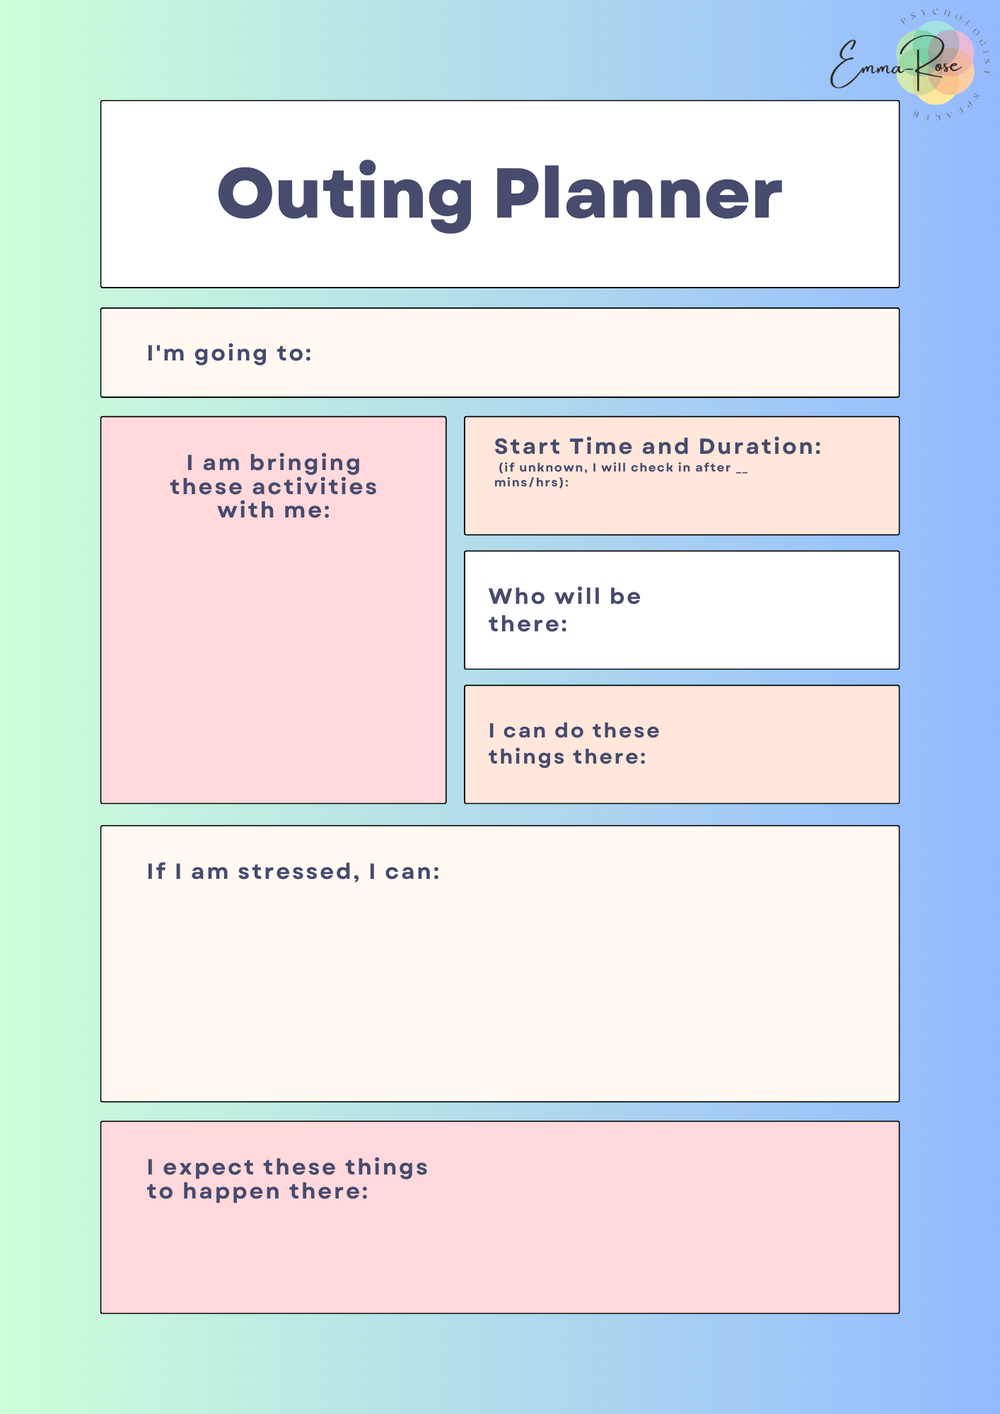 PSYCHOLOGIST SPEAKER
Emma-Rose
Outing Planner
I'm going to:
I am bringing
these activities
with me:
Start Time and Duration:
(if unknown, I will check in after __
mins/hrs):
Who will be
there:
I can do these
things there:
If I am stressed, I can:
I expect these things
to happen there: